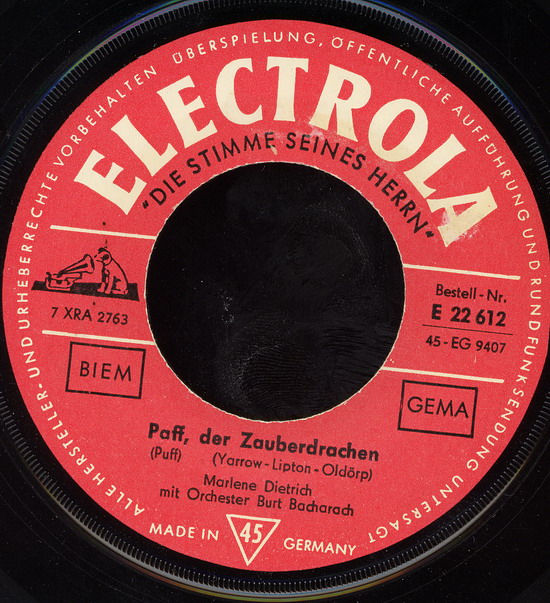 ALLE HERSTELLER- UND URHEBERRECHTE VORBEHALTEN ÜBERSPIELUNG, ÖFFENTLICHE AUFFÜHRUNG UND RUNDFUNKSENDUNG UNTERSAGT
ELECTROLA
"DIE STIMME SEINES HERRN"
7 XRA 2763
BIEM
Bestell-Nr.
E 22 612
45-EG 9407
GEMA
Paff, der Zauberdrachen
(Puff) (Yarrow-Lipton-Oldörp)
Marlene Dietrich
mit Orchester Burt Bacharach
MADE IN 45 GERMANY